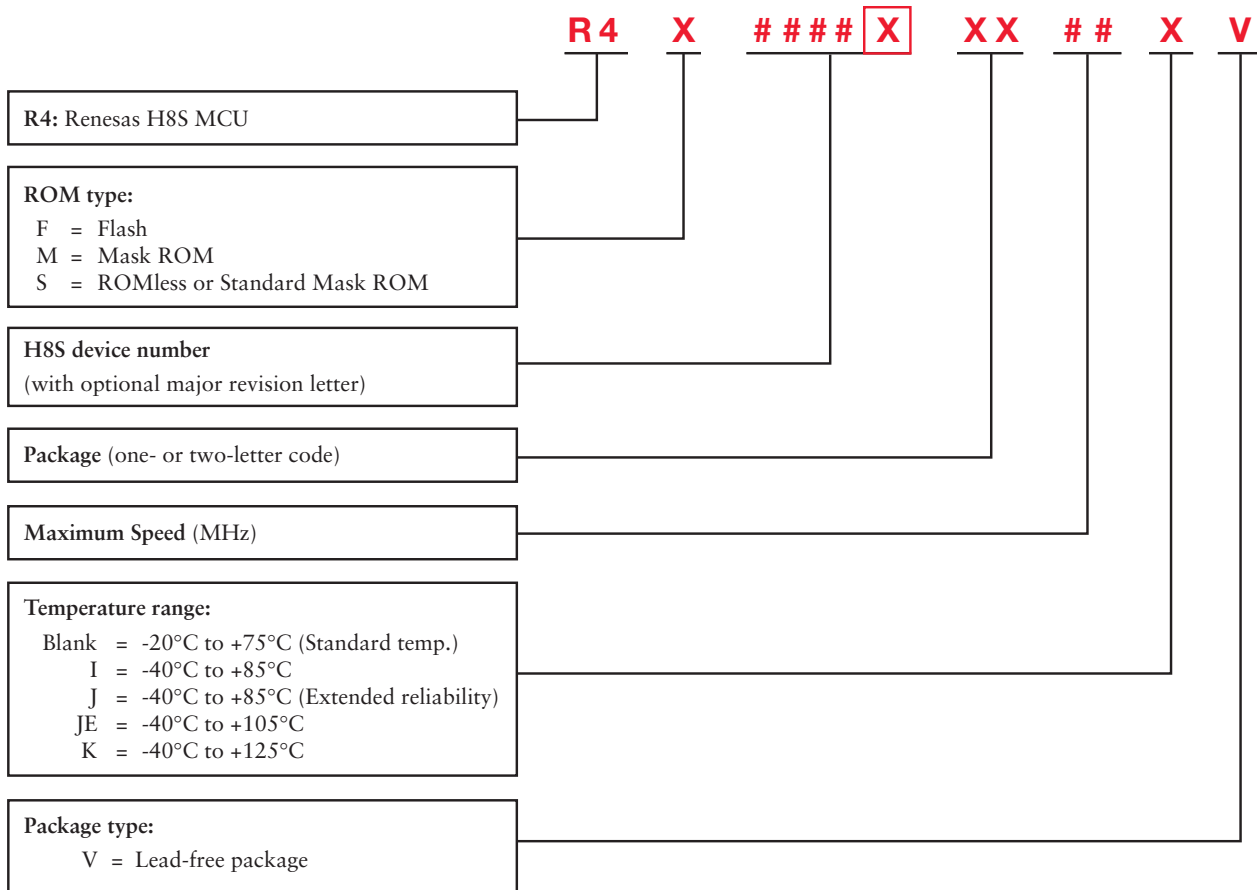 R4 X ####X XX ## X V
R4: Renesas H8S MCU
ROM type:
F = Flash
M = Mask ROM
S = ROMless or Standard Mask ROM
H8S device number
(with optional major revision letter)
Package (one- or two-letter code)
Maximum Speed (MHz)
Temperature range:
Blank = -20°C to +75°C (Standard temp.)
I = -40°C to +85°C
J = -40°C to +85°C (Extended reliability)
JE = -40°C to +105°C
K = -40°C to +125°C
Package type:
V = Lead-free package